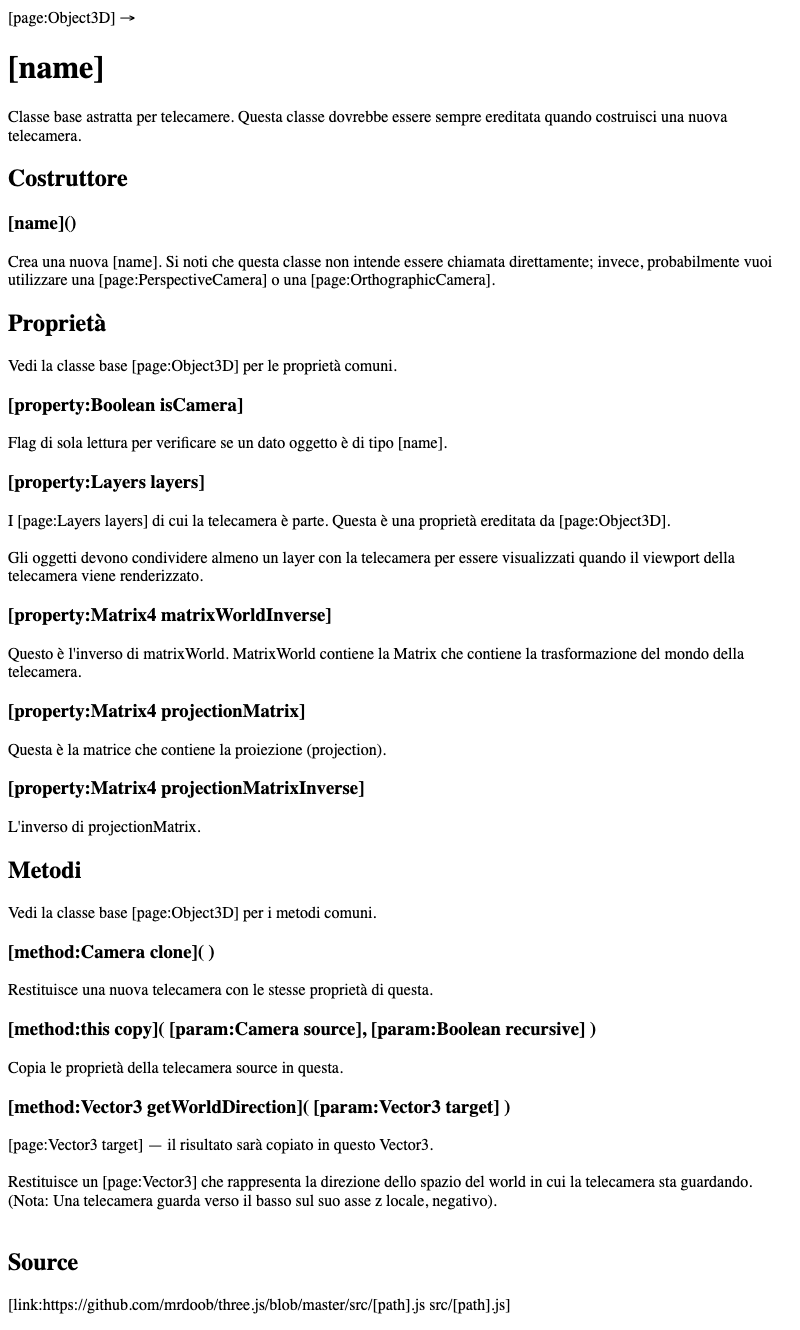 [page:Object3D] →
[name]
Classe base astratta per telecamere. Questa classe dovrebbe essere sempre ereditata quando costruisci una nuova
telecamera.
Costruttore
[name]()
Crea una nuova [name]. Si noti che questa classe non intende essere chiamata direttamente; invece, probabilmente vuoi
utilizzare una [page:PerspectiveCamera] o una [page:OrthographicCamera].
Proprietà
Vedi la classe base [page:Object3D] per le proprietà comuni.
[property:Boolean isCamera]
Flag di sola lettura per verificare se un dato oggetto è di tipo [name].
[property:Layers layers]
I [page:Layers layers] di cui la telecamera è parte. Questa è una proprietà ereditata da [page:Object3D].
Gli oggetti devono condividere almeno un layer con la telecamera per essere visualizzati quando il viewport della
telecamera viene renderizzato.
[property:Matrix4 matrixWorldInverse]
Questo è l'inverso di matrixWorld. MatrixWorld contiene la Matrix che contiene la trasformazione del mondo della
telecamera.
[property:Matrix4 projectionMatrix]
Questa è la matrice che contiene la proiezione (projection).
[property:Matrix4 projectionMatrixInverse]
L'inverso di projectionMatrix.
Metodi
Vedi la classe base [page:Object3D] per i metodi comuni.
[method:Camera clone]( )
Restituisce una nuova telecamera con le stesse proprietà di questa.
[method:this copy]( [param:Camera source], [param:Boolean recursive] )
Copia le proprietà della telecamera source in questa.
[method:Vector3 getWorldDirection]( [param:Vector3 target] )
[page:Vector3 target] — il risultato sarà copiato in questo Vector3.
Restituisce un [page:Vector3] che rappresenta la direzione dello spazio del world in cui la telecamera sta guardando.
(Nota: Una telecamera guarda verso il basso sul suo asse z locale, negativo).
Source
[link:https://github.com/mrdoob/three.js/blob/master/src/[path].js src/[path].js]